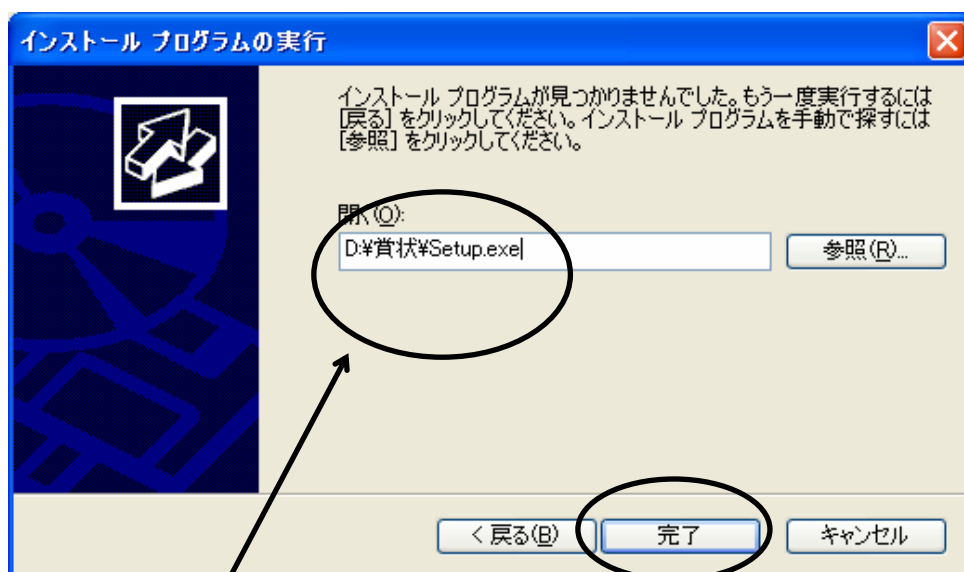 インストール プログラムの実行
インストール プログラムが見つかりませんでした。もう一度実行するには
[戻る] をクリックしてください。インストール プログラムを手動で探すには
[参照] をクリックしてください。
開く(O):
D:¥賞状¥Setup.exe
参照(R)...
< 戻る(B)
完了
キャンセル